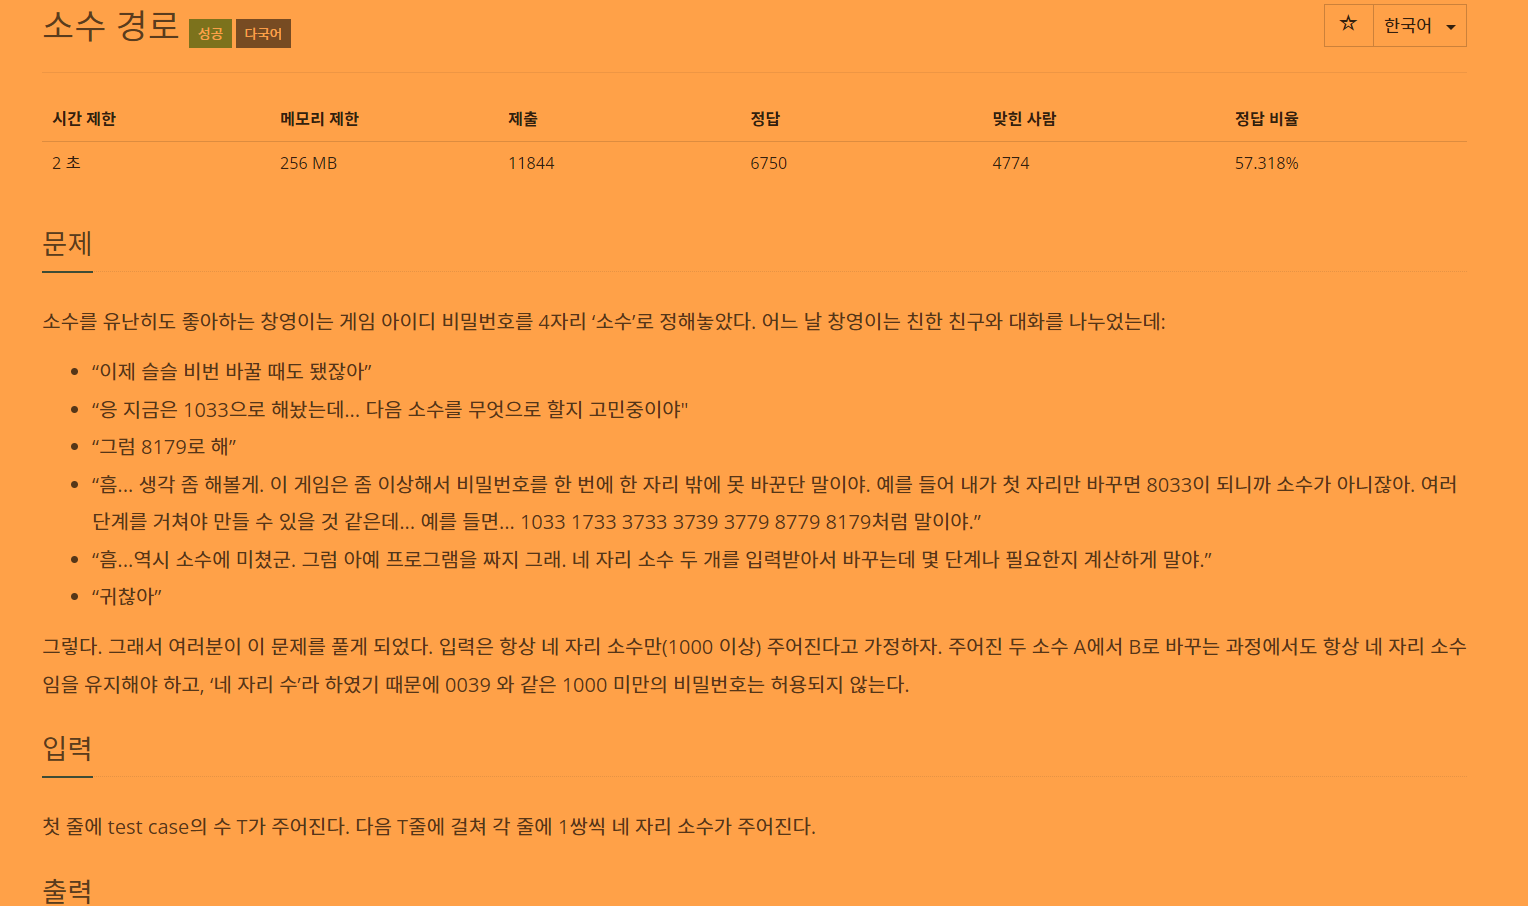 소수 경로 성공 다국어 ☆ 한국어
시간 제한 메모리 제한 제출 정답 맞힌 사람 정답 비율
2 초 256 MB 11844 6750 4774 57.318%
문제
소수를 유난히도 좋아하는 창영이는 게임 아이디 비밀번호를 4자리 ‘소수’로 정해놓았다. 어느 날 창영이는 친한 친구와 대화를 나누었는데:
• “이제 슬슬 비번 바꿀 때도 됐잖아”
• “응 지금은 1033으로 해놨는데... 다음 소수를 무엇으로 할지 고민중이야"
• “그럼 8179로 해”
• “흠... 생각 좀 해볼게. 이 게임은 좀 이상해서 비밀번호를 한 번에 한 자리 밖에 못 바꾼단 말이야. 예를 들어 내가 첫 자리만 바꾸면 8033이 되니까 소수가 아니잖아. 여러
단계를 거쳐야 만들 수 있을 것 같은데... 예를 들면... 1033 1733 3733 3739 3779 8779 8179처럼 말이야.”
• “흠...역시 소수에 미쳤군. 그럼 아예 프로그램을 짜지 그래. 네 자리 소수 두 개를 입력받아서 바꾸는데 몇 단계나 필요한지 계산하게 말야.”
• “귀찮아”
그렇다. 그래서 여러분이 이 문제를 풀게 되었다. 입력은 항상 네 자리 소수만(1000 이상) 주어진다고 가정하자. 주어진 두 소수 A에서 B로 바꾸는 과정에서도 항상 네 자리 소수
임을 유지해야 하고, ‘네 자리 수’라 하였기 때문에 0039 와 같은 1000 미만의 비밀번호는 허용되지 않는다.
입력
첫 줄에 test case의 수 T가 주어진다. 다음 T줄에 걸쳐 각 줄에 1쌍씩 네 자리 소수가 주어진다.
출력